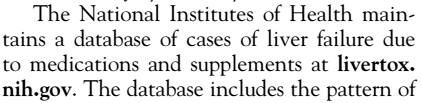 The National Institutes of Health main-
tains a database of cases of liver failure due
to medications and supplements at livertox.
nih.gov. The database includes the pattern of